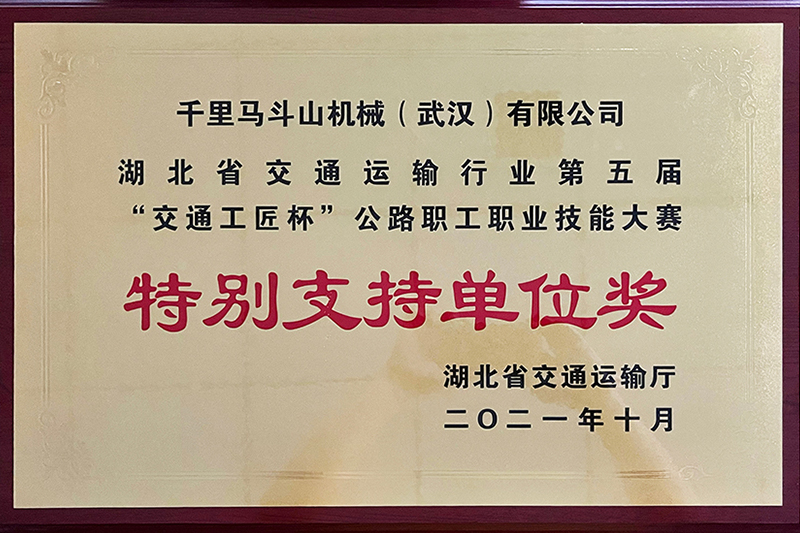 千里马斗山机械（武汉）有限公司
湖北省交通运输行业第五届
“交通工匠杯”公路职工职业技能大赛
特别支持单位奖
湖北省交通运输厅
二〇二一年十月